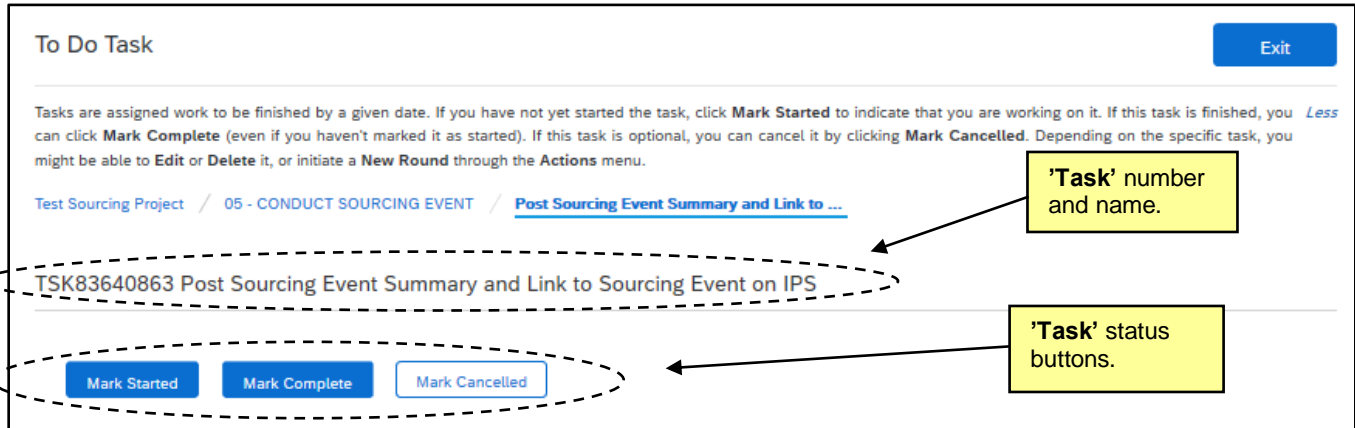 To Do Task
Exit
Tasks are assigned work to be finished by a given date. If you have not yet started the task, click Mark Started to indicate that you are working on it. If this task is finished, you Less
can click Mark Complete (even if you haven't marked it as started). If this task is optional, you can cancel it by clicking Mark Cancelled. Depending on the specific task, you
might be able to Edit or Delete it, or initiate a New Round through the Actions menu.
’Task’ number
and name.
Test Sourcing Project / 05 - CONDUCT SOURCING EVENT / Post Sourcing Event Summary and Link to ...
TSK83640863 Post Sourcing Event Summary and Link to Sourcing Event on IPS
’Task’ status
buttons.
Mark Started Mark Complete Mark Cancelled